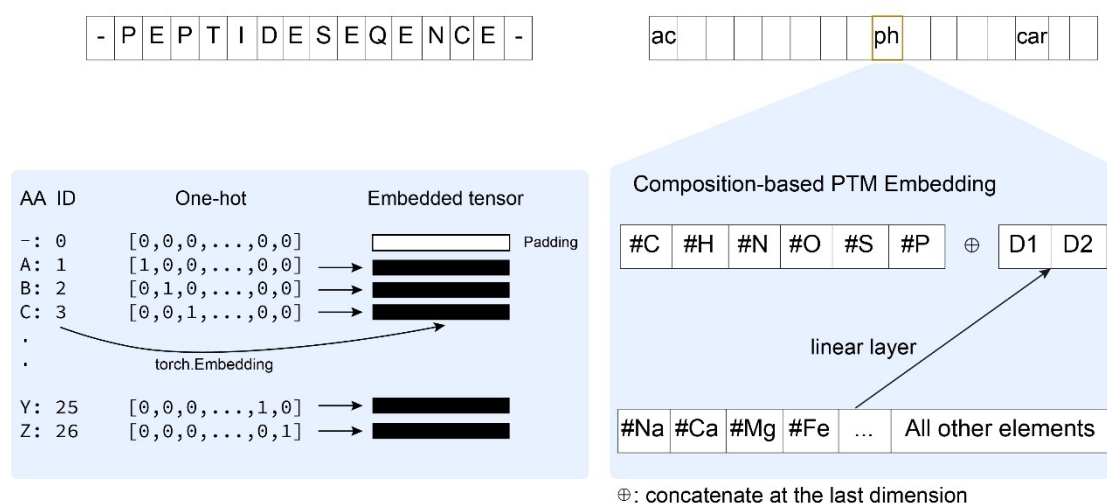 - P E P T I D E S E Q E N C E -
ac ph car
AA ID One-hot Embedded tensor
-: 0 [0,0,0,...,0,0] Padding
A: 1 [1,0,0,...,0,0]
B: 2 [0,1,0,...,0,0]
C: 3 [0,0,1,...,0,0]
.
.
torch.Embedding
Y: 25 [0,0,0,...,1,0]
Z: 26 [0,0,0,...,0,1]
Composition-based PTM Embedding
#C #H #N #O #S #P ⊕ D1 D2
linear layer
#Na #Ca #Mg #Fe ... All other elements
⊕: concatenate at the last dimension